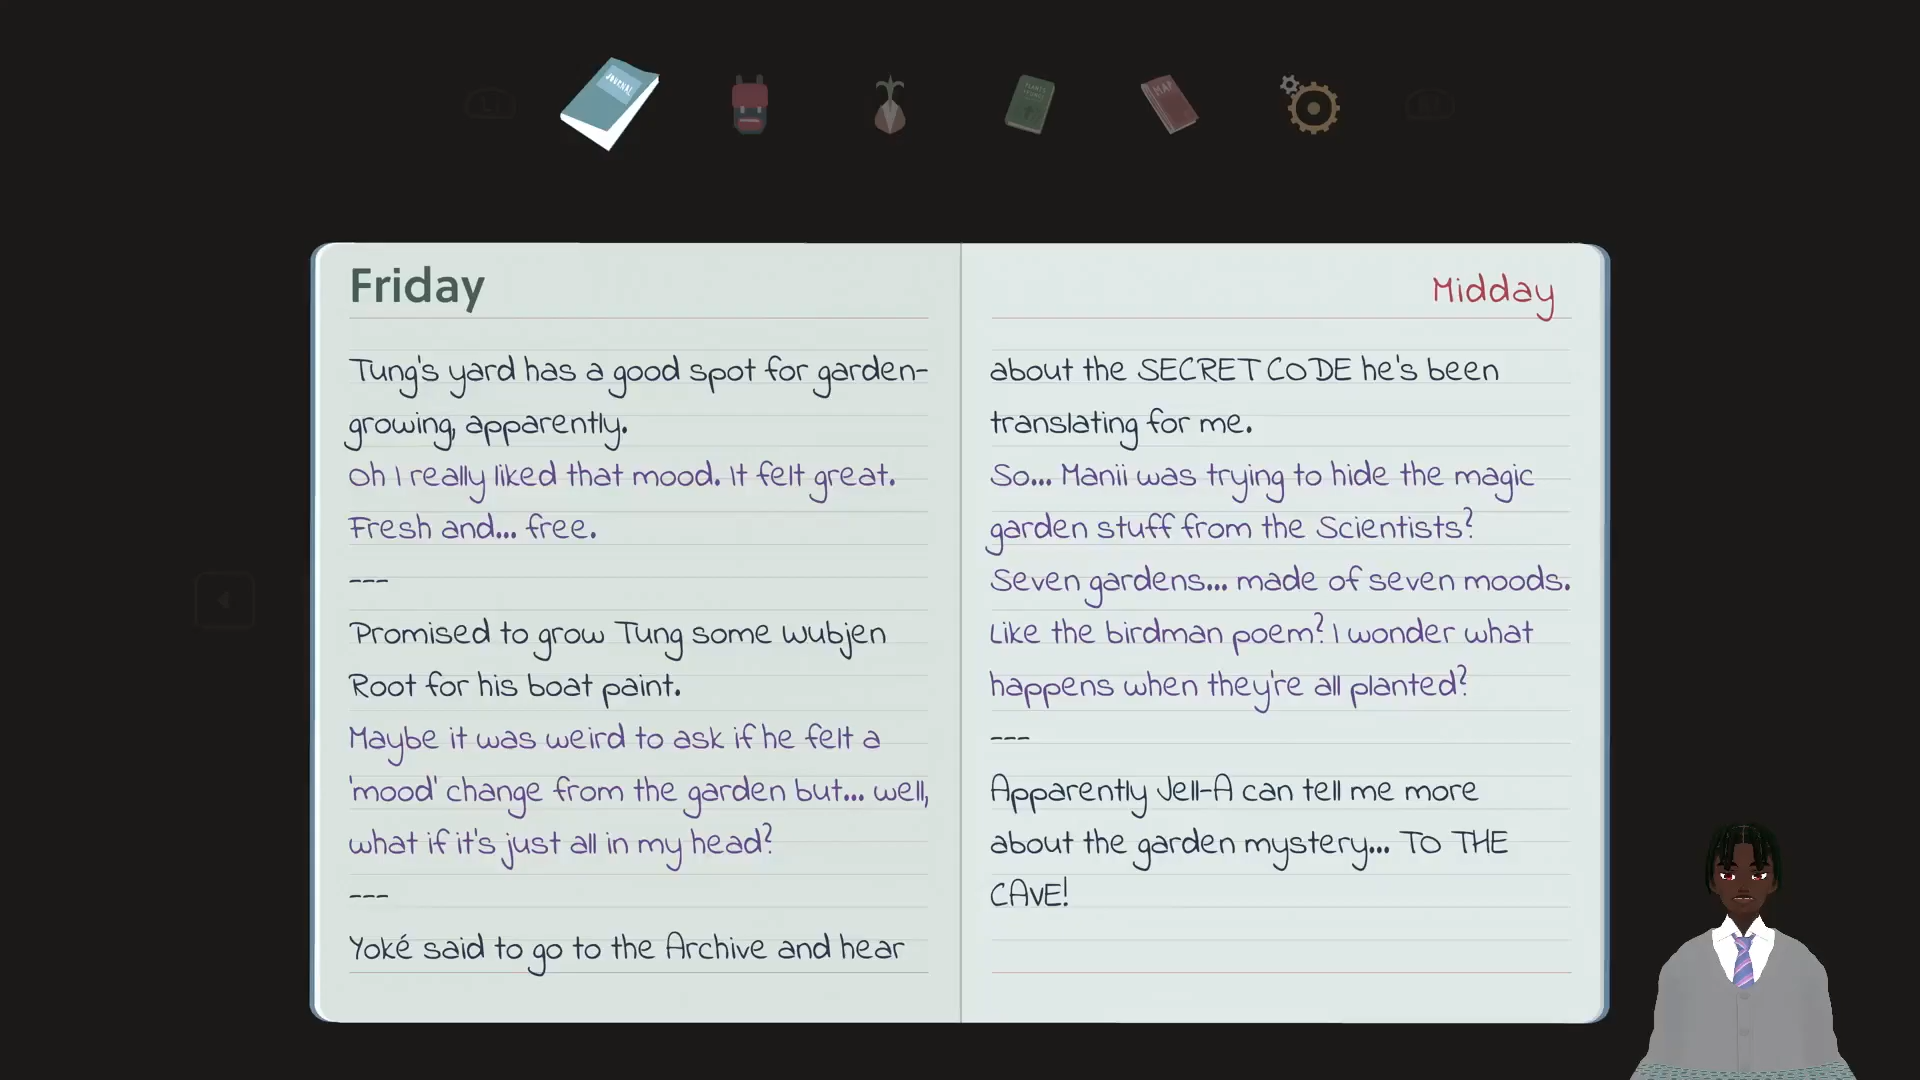 JOURNAL
MAP
Friday
Midday
Tung's yard has a good spot for garden-
growing, apparently.
Oh I really liked that mood. It felt great.
Fresh and... free.
---
Promised to grow Tung some wubjen
Root for his boat paint.
Maybe it was weird to ask if he felt a
'mood' change from the garden but... well,
what if it's just all in my head?
---
Yoké said to go to the Archive and hear
about the SECRET CODE he's been
translating for me.
So... Manii was trying to hide the magic
garden stuff from the Scientists?
Seven gardens... made of seven moods.
Like the birdman poem? I wonder what
happens when they're all planted?
---
Apparently Jell-A can tell me more
about the garden mystery... TO THE
CAVE!